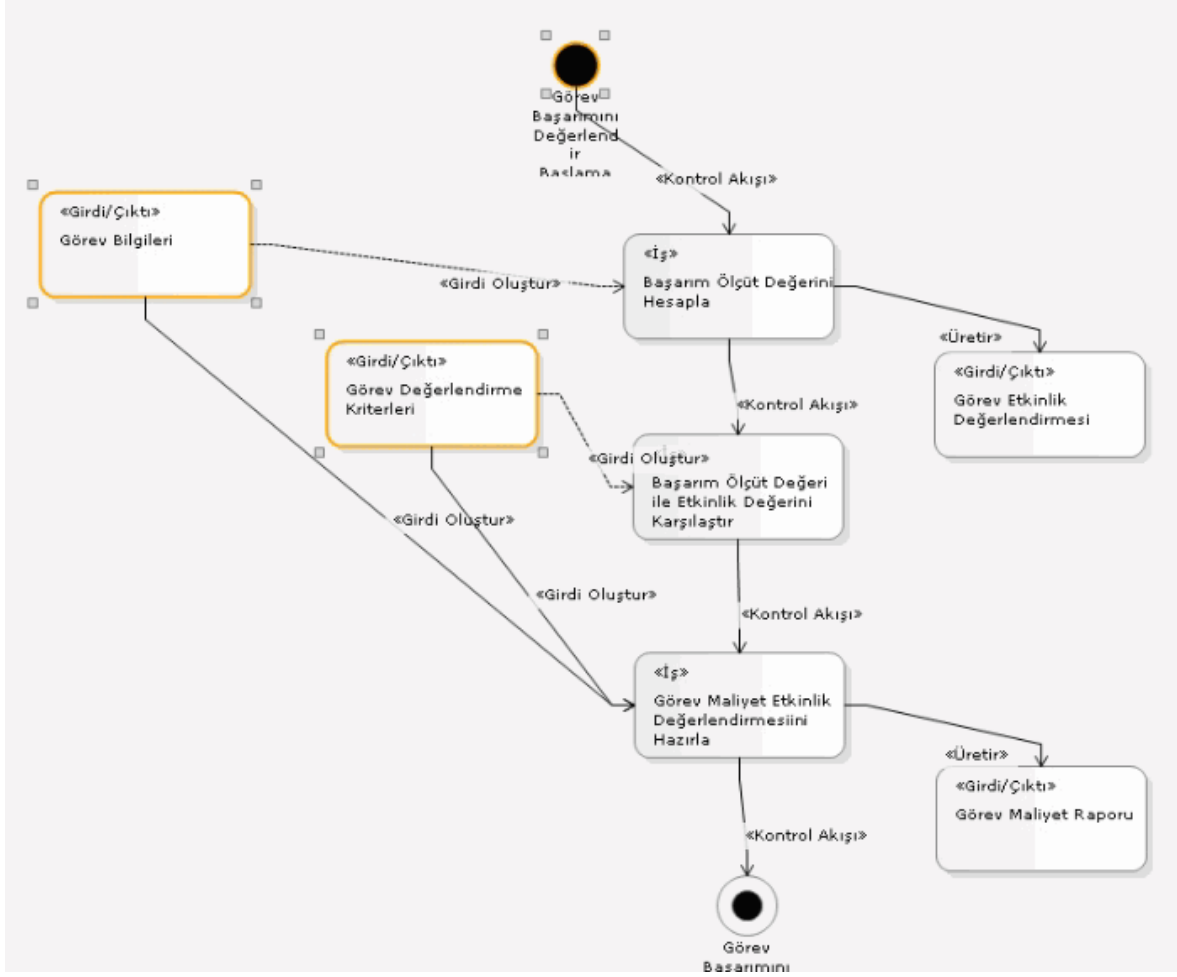 Görev
Başarımını
Değerlend
ir
Başlama
«Kontrol Akışı»
«Girdi/Çıktı»
Görev Bilgileri
«İş»
Başarım Ölçüt Değerini
Hesapla
«Girdi Oluştur»
«Üretir»
«Girdi/Çıktı»
Görev Değerlendirme
Kriterleri
«Girdi/Çıktı»
Görev Etkinlik
Değerlendirmesi
«Kontrol Akışı»
«Girdi Oluştur»
Başarım Ölçüt Değeri
ile Etkinlik Değerini
Karşılaştır
«Girdi Oluştur»
«Girdi Oluştur»
«Kontrol Akışı»
«İş»
Görev Maliyet Etkinlik
Değerlendirmesiini
Hazırla
«Üretir»
«Girdi/Çıktı»
Görev Maliyet Raporu
«Kontrol Akışı»
Görev
Başarımını